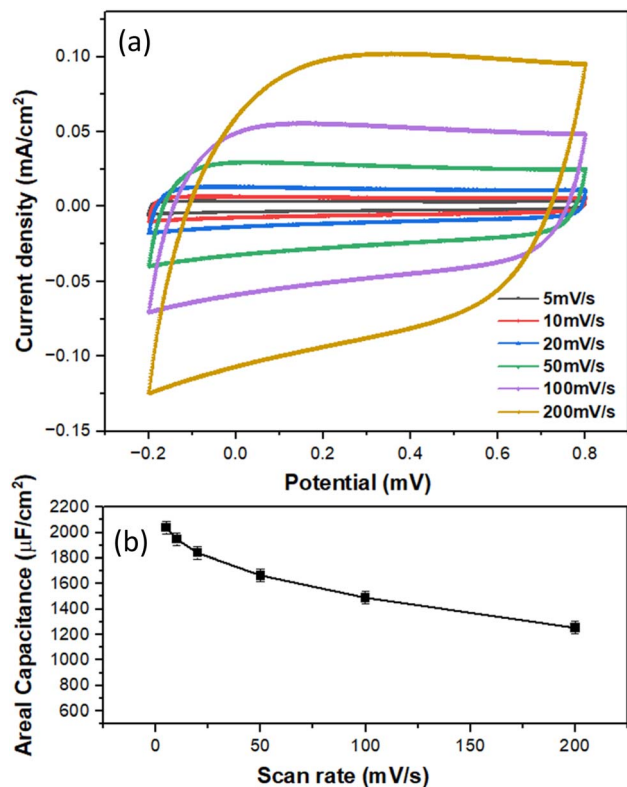 (a)
Current density (mA/cm²)
0.10
0.05
0.00
−0.05
−0.10
−0.15
5mV/s
10mV/s
20mV/s
50mV/s
100mV/s
200mV/s
−0.2 0.0 0.2 0.4 0.6 0.8
Potential (mV)
(b)
Areal Capacitance (μF/cm²)
2200
2000
1800
1600
1400
1200
1000
800
600
0 50 100 150 200
Scan rate (mV/s)